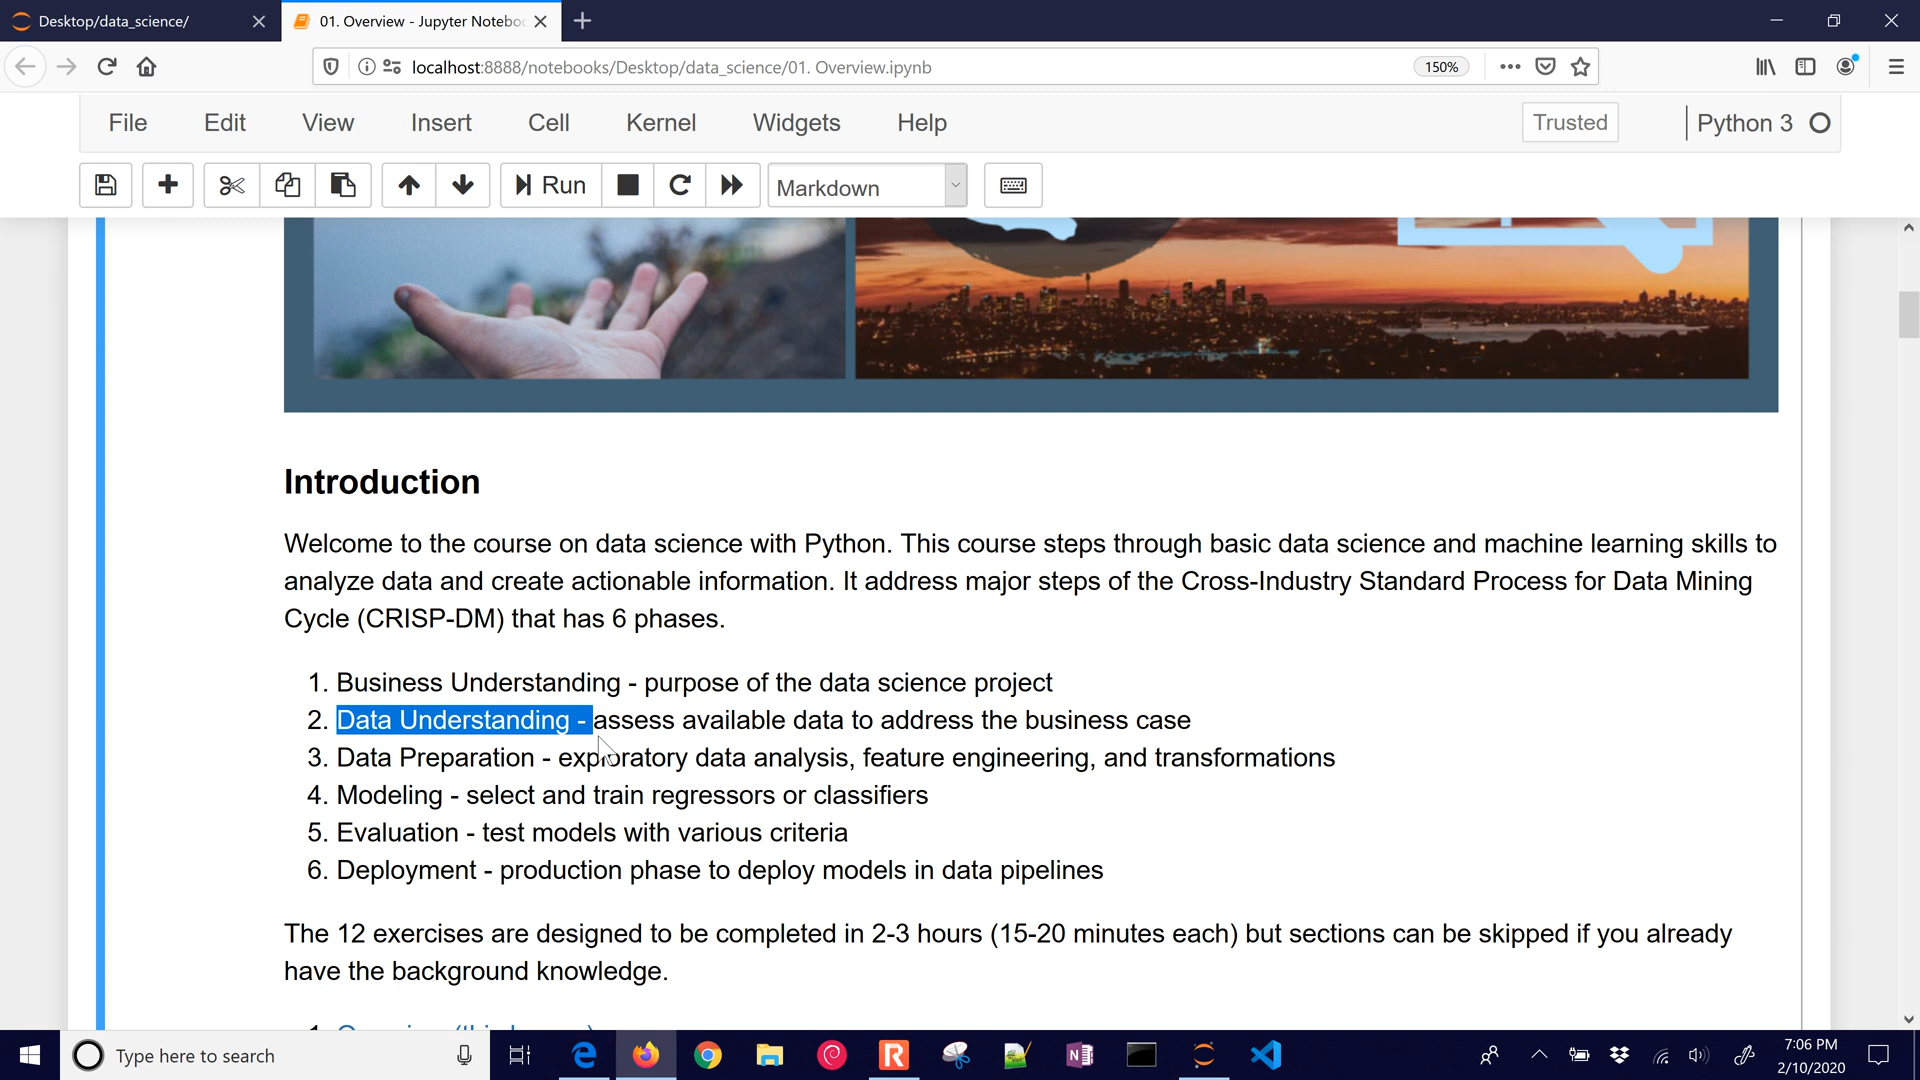 Desktop/data_science/
01. Overview - Jupyter Notebo
localhost:8888/notebooks/Desktop/data_science/01. Overview.ipynb
150%
File Edit View Insert Cell Kernel Widgets Help Trusted Python 3
Run Markdown
Introduction
Welcome to the course on data science with Python. This course steps through basic data science and machine learning skills to
analyze data and create actionable information. It address major steps of the Cross-Industry Standard Process for Data Mining
Cycle (CRISP-DM) that has 6 phases.
1. Business Understanding - purpose of the data science project
2. Data Understanding - assess available data to address the business case
3. Data Preparation - exploratory data analysis, feature engineering, and transformations
4. Modeling - select and train regressors or classifiers
5. Evaluation - test models with various criteria
6. Deployment - production phase to deploy models in data pipelines
The 12 exercises are designed to be completed in 2-3 hours (15-20 minutes each) but sections can be skipped if you already
have the background knowledge.
Type here to search
7:06 PM
2/10/2020